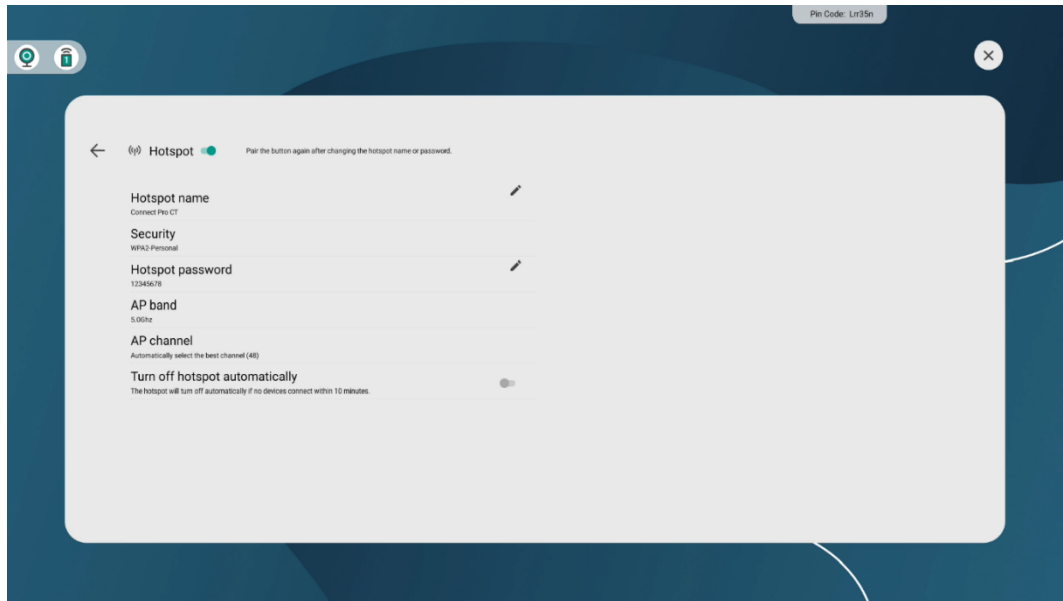 Pin Code: Lrr35n
1
Hotspot
Pair the button again after changing the hotspot name or password.
Hotspot name
Connect Pro CT
Security
WPA2-Personal
Hotspot password
12345678
AP band
5.0Ghz
AP channel
Automatically select the best channel (48)
Turn off hotspot automatically
The hotspot will turn off automatically if no devices connect within 10 minutes.